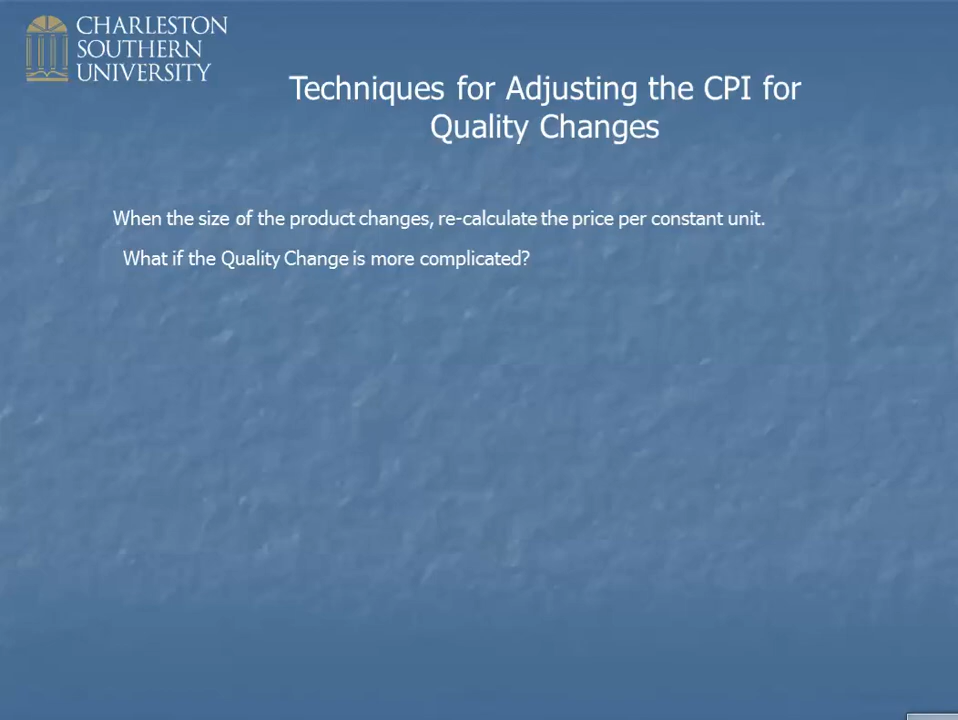 CHARLESTON
SOUTHERN
UNIVERSITY
Techniques for Adjusting the CPI for
Quality Changes
When the size of the product changes, re-calculate the price per constant unit.
What if the Quality Change is more complicated?